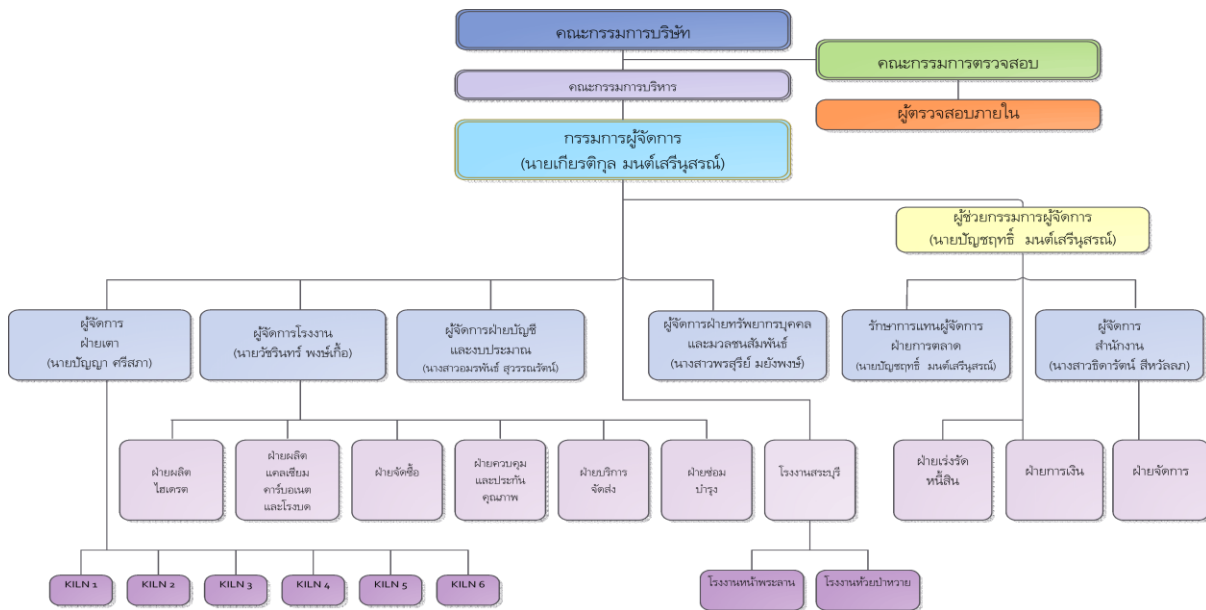 คณะกรรมการบริษัท
คณะกรรมการตรวจสอบ
คณะกรรมการบริหาร
ผู้ตรวจสอบภายใน
กรรมการผู้จัดการ
(นายเกียรติกุล มนต์เสรีนุสรณ์)
ผู้ช่วยกรรมการผู้จัดการ
(นายบัญชฤทธิ์ มนต์เสรีนุสรณ์)
ผู้จัดการ
ฝ่ายเตา
(นายปัญญา ศรีสภา)
ผู้จัดการโรงงาน
(นายวัชรินทร์ พงษ์เกื้อ)
ผู้จัดการฝ่ายบัญชี
และงบประมาณ
(นางสาวอมรพันธ์ สุวรรณรัตน์)
ผู้จัดการฝ่ายทรัพยากรบุคคล
และมวลชนสัมพันธ์
(นางสาวพรสุรีย์ มยังพงษ์)
รักษาการแทนผู้จัดการ
ฝ่ายการตลาด
(นายบัญชฤทธิ์ มนต์เสรีนุสรณ์)
ผู้จัดการ
สำนักงาน
(นางสาวธิดารัตน์ สีหวัลลภ)
ฝ่ายผลิต
ไฮเดรต
ฝ่ายผลิต
แคลเซียม
คาร์บอเนต
และโรงบด
ฝ่ายจัดซื้อ
ฝ่ายควบคุม
และประกัน
คุณภาพ
ฝ่ายบริการ
จัดส่ง
ฝ่ายซ่อม
บำรุง
โรงงานสระบุรี
ฝ่ายเร่งรัด
หนี้สิน
ฝ่ายการเงิน
ฝ่ายจัดการ
KILN 1
KILN 2
KILN 3
KILN 4
KILN 5
KILN 6
โรงงานหน้าพระลาน
โรงงานห้วยป่าหวาย